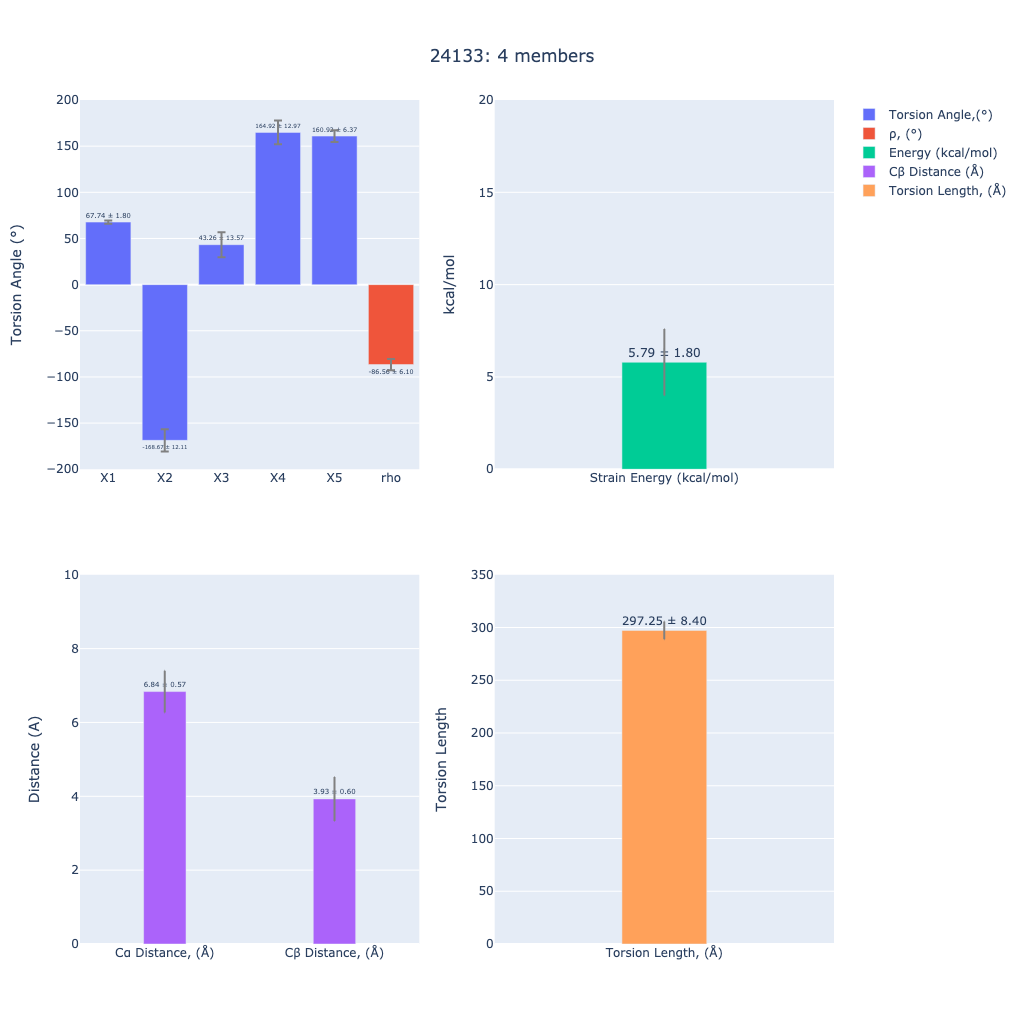 24133: 4 members
Torsion Angle (°)
200
150
100
50
0
−50
−100
−150
−200
67.74 ± 1.80
-168.67 ± 12.11
43.26 ± 13.57
164.92 ± 12.97
160.92 ± 6.37
-86.56 ± 6.10
X1 X2 X3 X4 X5 rho
kcal/mol
20
15
10
5
0
5.79 ± 1.80
Strain Energy (kcal/mol)
Torsion Angle,(°)
ρ, (°)
Energy (kcal/mol)
Cβ Distance (Å)
Torsion Length, (Å)
Distance (A)
10
8
6
4
2
0
6.84 ± 0.57
3.93 ± 0.60
Cα Distance, (Å) Cβ Distance, (Å)
Torsion Length
350
300
250
200
150
100
50
0
297.25 ± 8.40
Torsion Length, (Å)